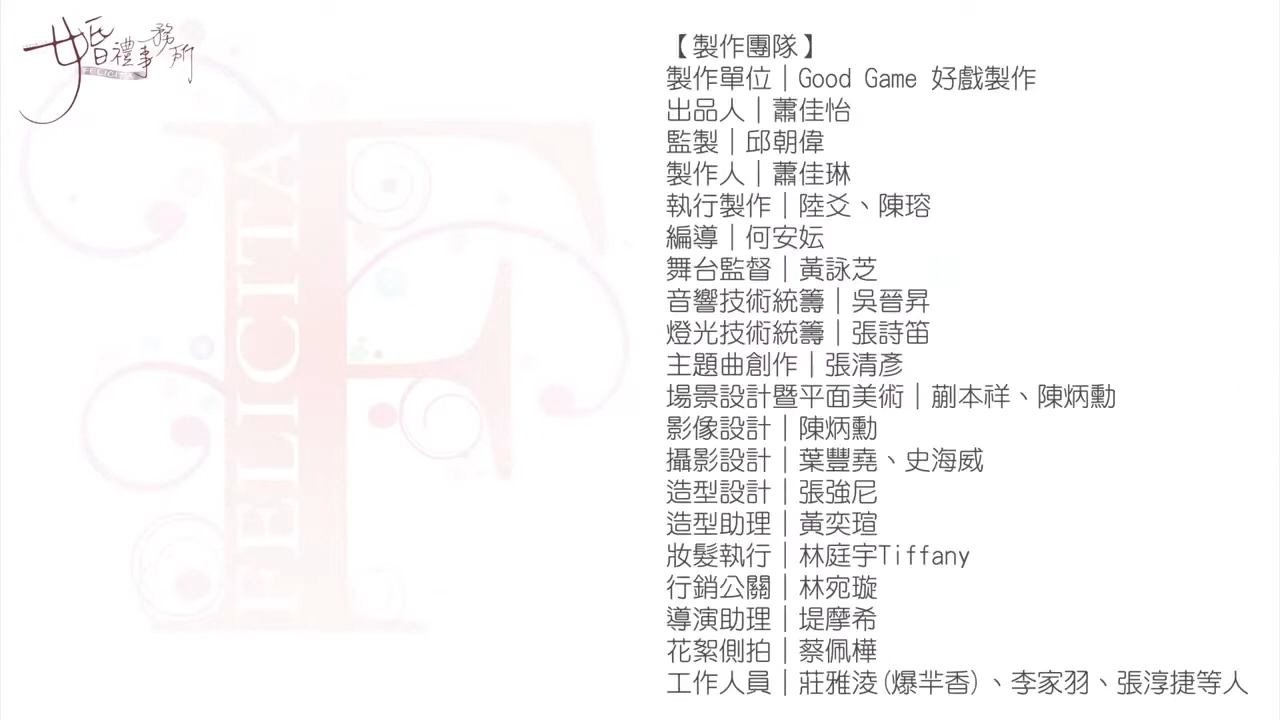 婚禮事務所
FELICITA
FELICITA
【製作團隊】
製作單位|Good Game 好戲製作
出品人|蕭佳怡
監製|邱朝偉
製作人|蕭佳琳
執行製作|陸爻、陳瑢
編導|何安妘
舞台監督|黃詠芝
音響技術統籌|吳晉昇
燈光技術統籌|張詩笛
主題曲創作|張清彥
場景設計暨平面美術|蒯本祥、陳炳勳
影像設計|陳炳勳
攝影設計|葉豐堯、史海威
造型設計|張強尼
造型助理|黃奕瑄
妝髮執行|林庭宇Tiffany
行銷公關|林宛璇
導演助理|堤摩希
花絮側拍|蔡佩樺
工作人員|莊雅淩(爆芈香)、李家羽、張淳捷等人